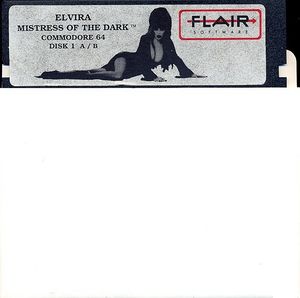 ELVIRA
MISTRESS OF THE DARK™
COMMODORE 64
DISK 1 A / B
FLAIR
SOFTWARE